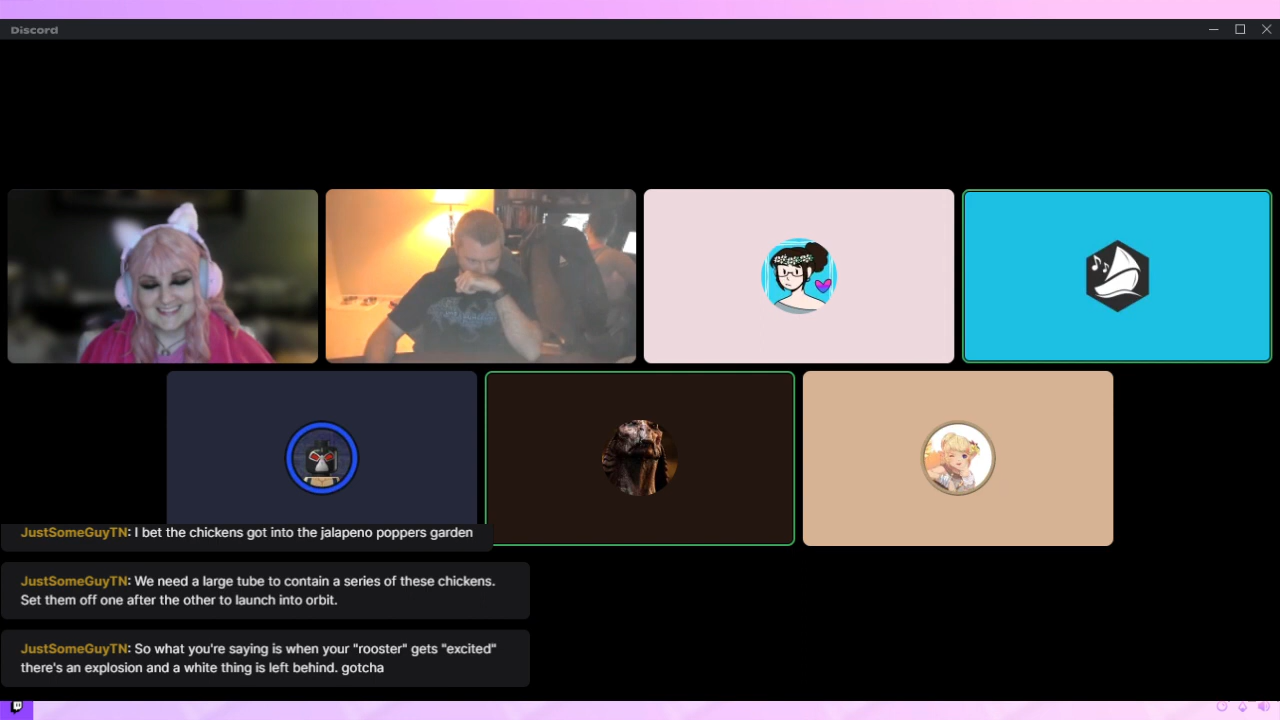 Discord
JustSomeGuyTN: I bet the chickens got into the jalapeno poppers garden
JustSomeGuyTN: We need a large tube to contain a series of these chickens.
Set them off one after the other to launch into orbit.
JustSomeGuyTN: So what you're saying is when your "rooster" gets "excited"
there's an explosion and a white thing is left behind. gotcha